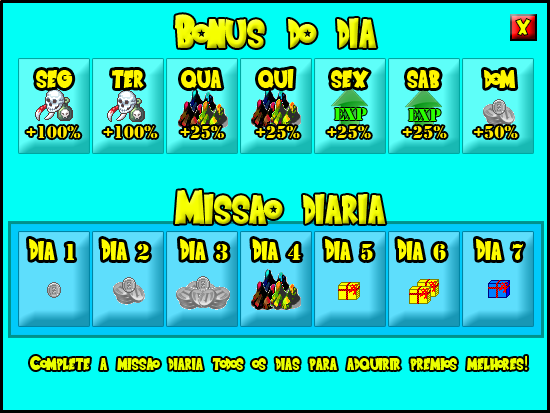 BONUS DO DIA
X
SEG TER QUA QUI SEX SAB DOM
EXP EXP
+100% +100% +25% +25% +25% +25% +50%
MISSAO DIARIA
DIA 1 DIA 2 DIA 3 DIA 4 DIA 5 DIA 6 DIA 7
COMPLETE A MISSAO DIARIA TODOS OS DIAS PARA ADQUIRIR PREMIOS MELHORES!